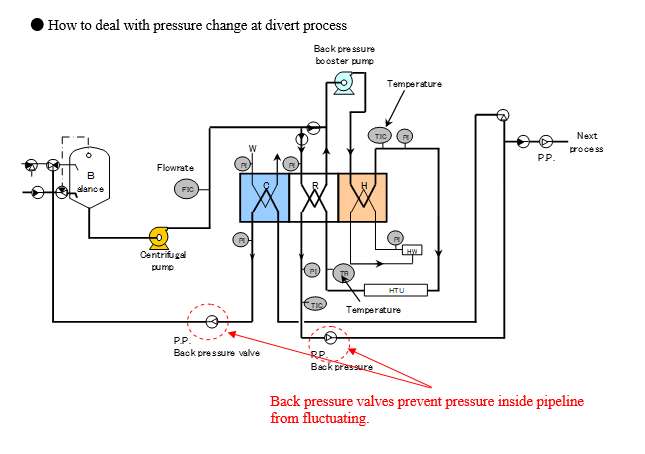 ● How to deal with pressure change at divert process
Back pressure
booster pump
Temperature
TIC
PI
Next
process
P.P.
W
B
alance
Flowrate
FIC
PI
PI
C
R
H
PI
PI
HW
Centrifugal
pump
PI
TR
HTU
TIC
Temperature
P.P.
Back pressure valve
P.P.
Back pressure
Back pressure valves prevent pressure inside pipeline
from fluctuating.